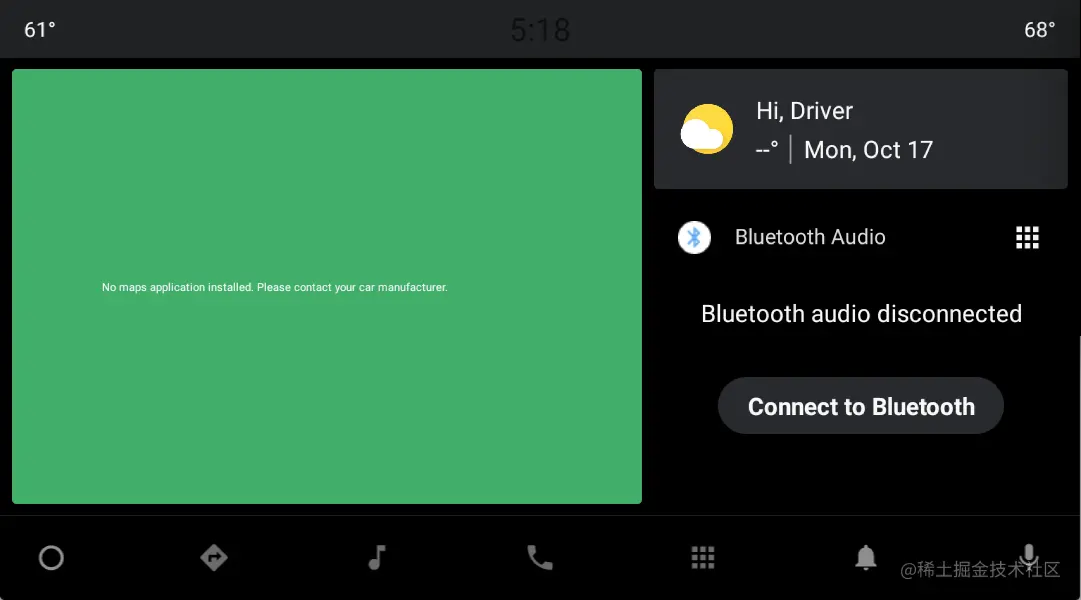 61°
5:18
68°
Hi, Driver
--° | Mon, Oct 17
Bluetooth Audio
No maps application installed. Please contact your car manufacturer.
Bluetooth audio disconnected
Connect to Bluetooth
@稀土掘金技术社区